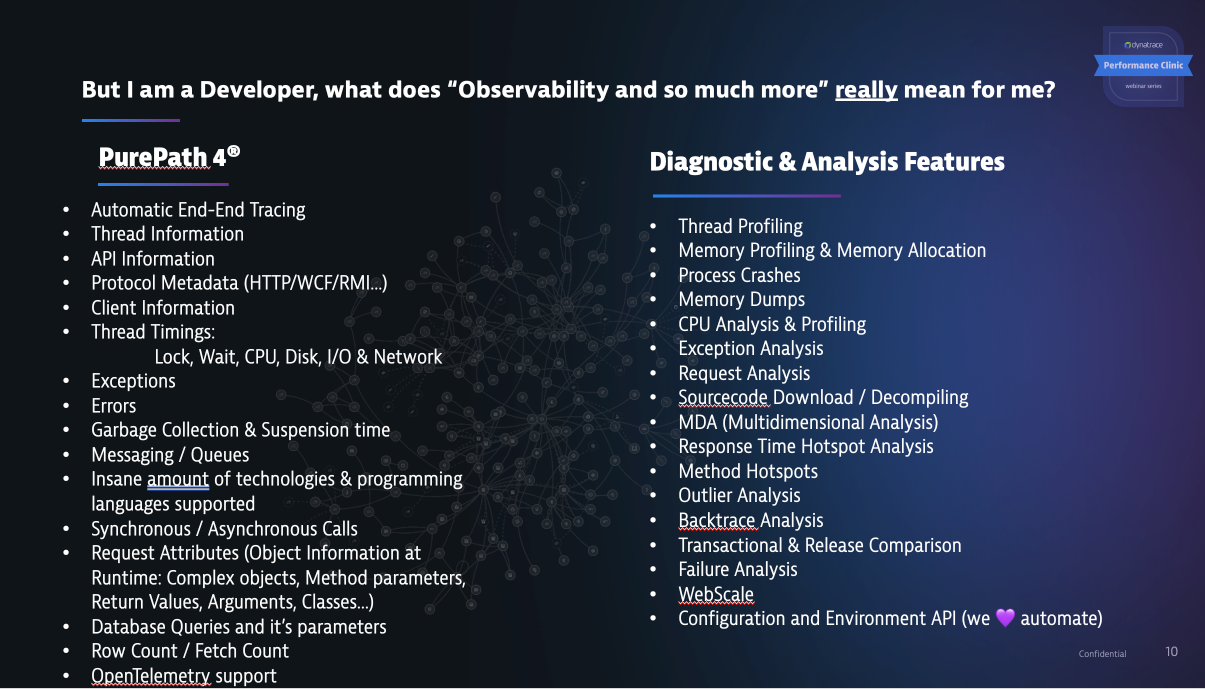 dynatrace
Performance Clinic
webinar series
But I am a Developer, what does “Observability and so much more” really mean for me?
PurePath 4®
Automatic End-End Tracing
Thread Information
API Information
Protocol Metadata (HTTP/WCF/RMI...)
Client Information
Thread Timings:
Lock, Wait, CPU, Disk, I/O & Network
Exceptions
Errors
Garbage Collection & Suspension time
Messaging / Queues
Insane amount of technologies & programming
languages supported
Synchronous / Asynchronous Calls
Request Attributes (Object Information at
Runtime: Complex objects, Method parameters,
Return Values, Arguments, Classes...)
Database Queries and it’s parameters
Row Count / Fetch Count
OpenTelemetry support
Diagnostic & Analysis Features
Thread Profiling
Memory Profiling & Memory Allocation
Process Crashes
Memory Dumps
CPU Analysis & Profiling
Exception Analysis
Request Analysis
Sourcecode Download / Decompiling
MDA (Multidimensional Analysis)
Response Time Hotspot Analysis
Method Hotspots
Outlier Analysis
Backtrace Analysis
Transactional & Release Comparison
Failure Analysis
WebScale
Configuration and Environment API (we 💜 automate)
Confidential
10